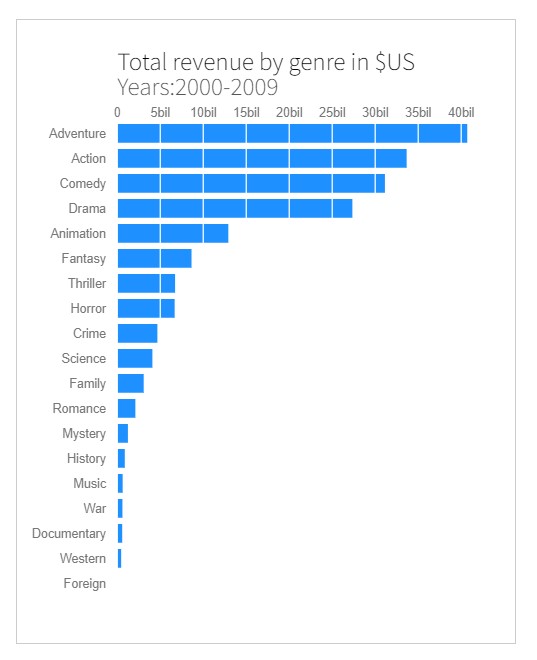 Total revenue by genre in $US
Years:2000-2009
0 5bil 10bil 15bil 20bil 25bil 30bil 35bil 40bil
Adventure
Action
Comedy
Drama
Animation
Fantasy
Thriller
Horror
Crime
Science
Family
Romance
Mystery
History
Music
War
Documentary
Western
Foreign